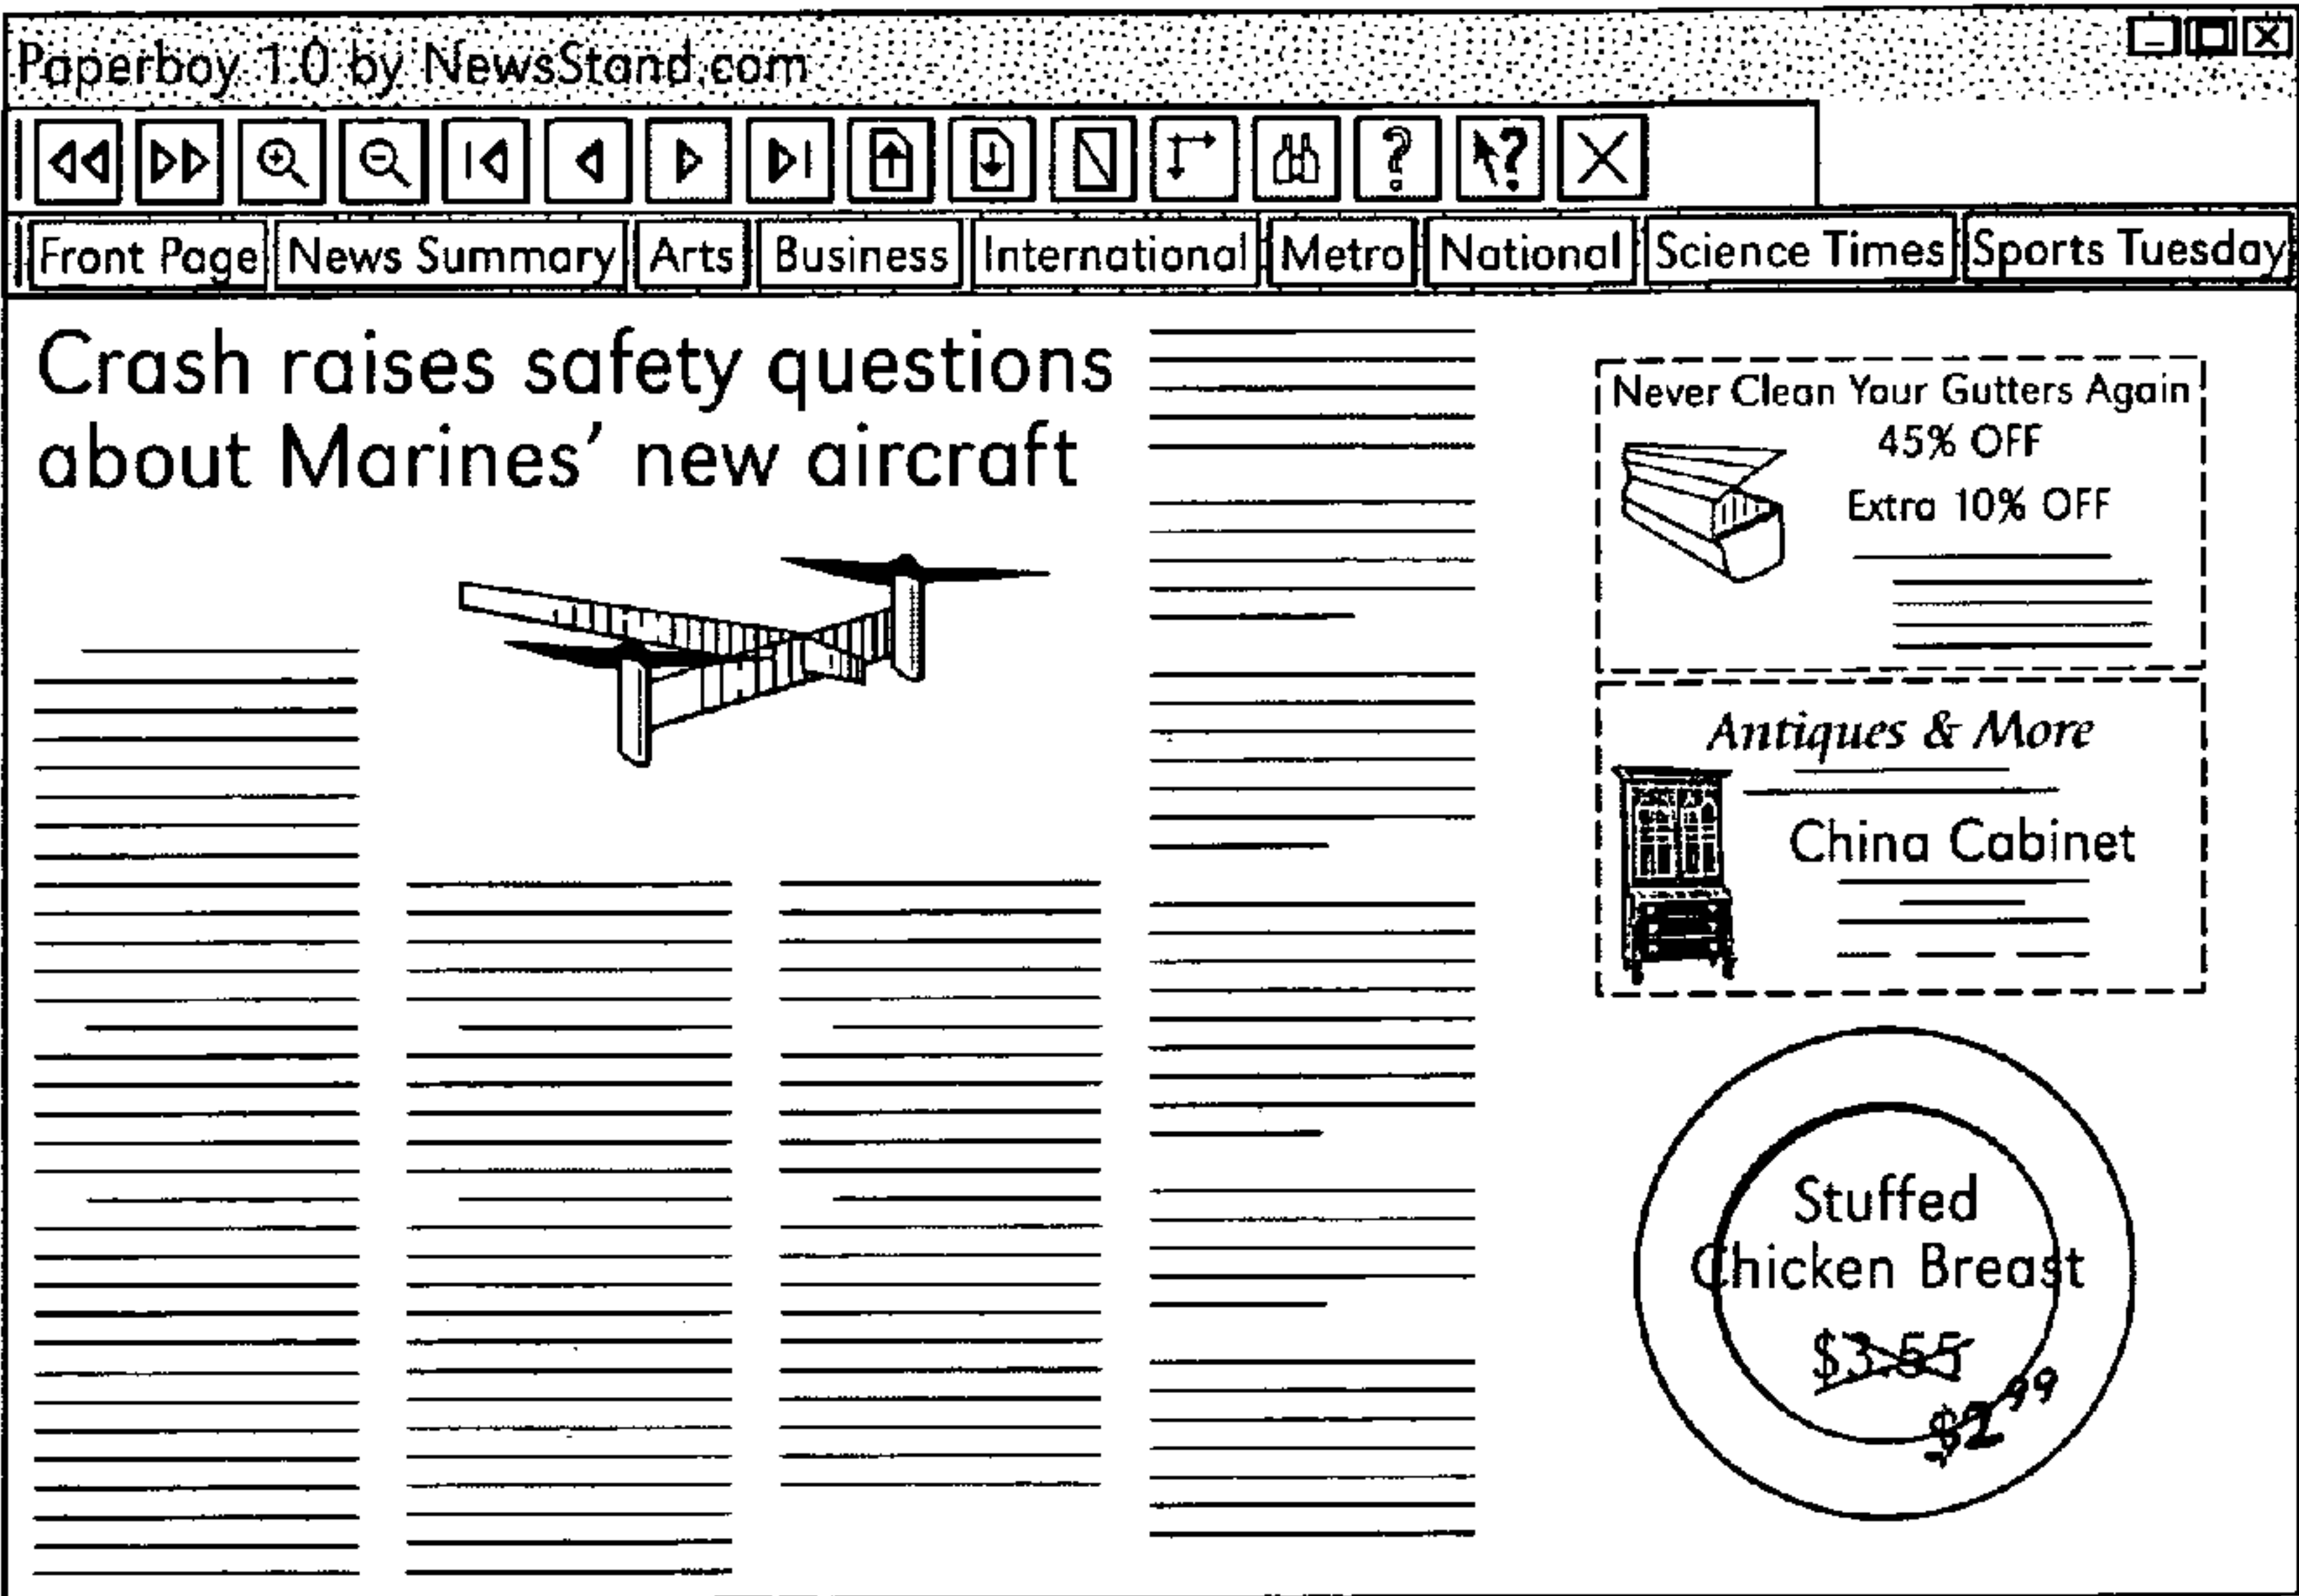 Paperboy 1.0 by NewsStand.com
Front Page News Summary Arts Business International Metro National Science Times Sports Tuesday
Crash raises safety questions
about Marines' new aircraft
Never Clean Your Gutters Again
45% OFF
Extra 10% OFF
Antiques & More
China Cabinet
Stuffed
Chicken Breast
$3.55
$2.99